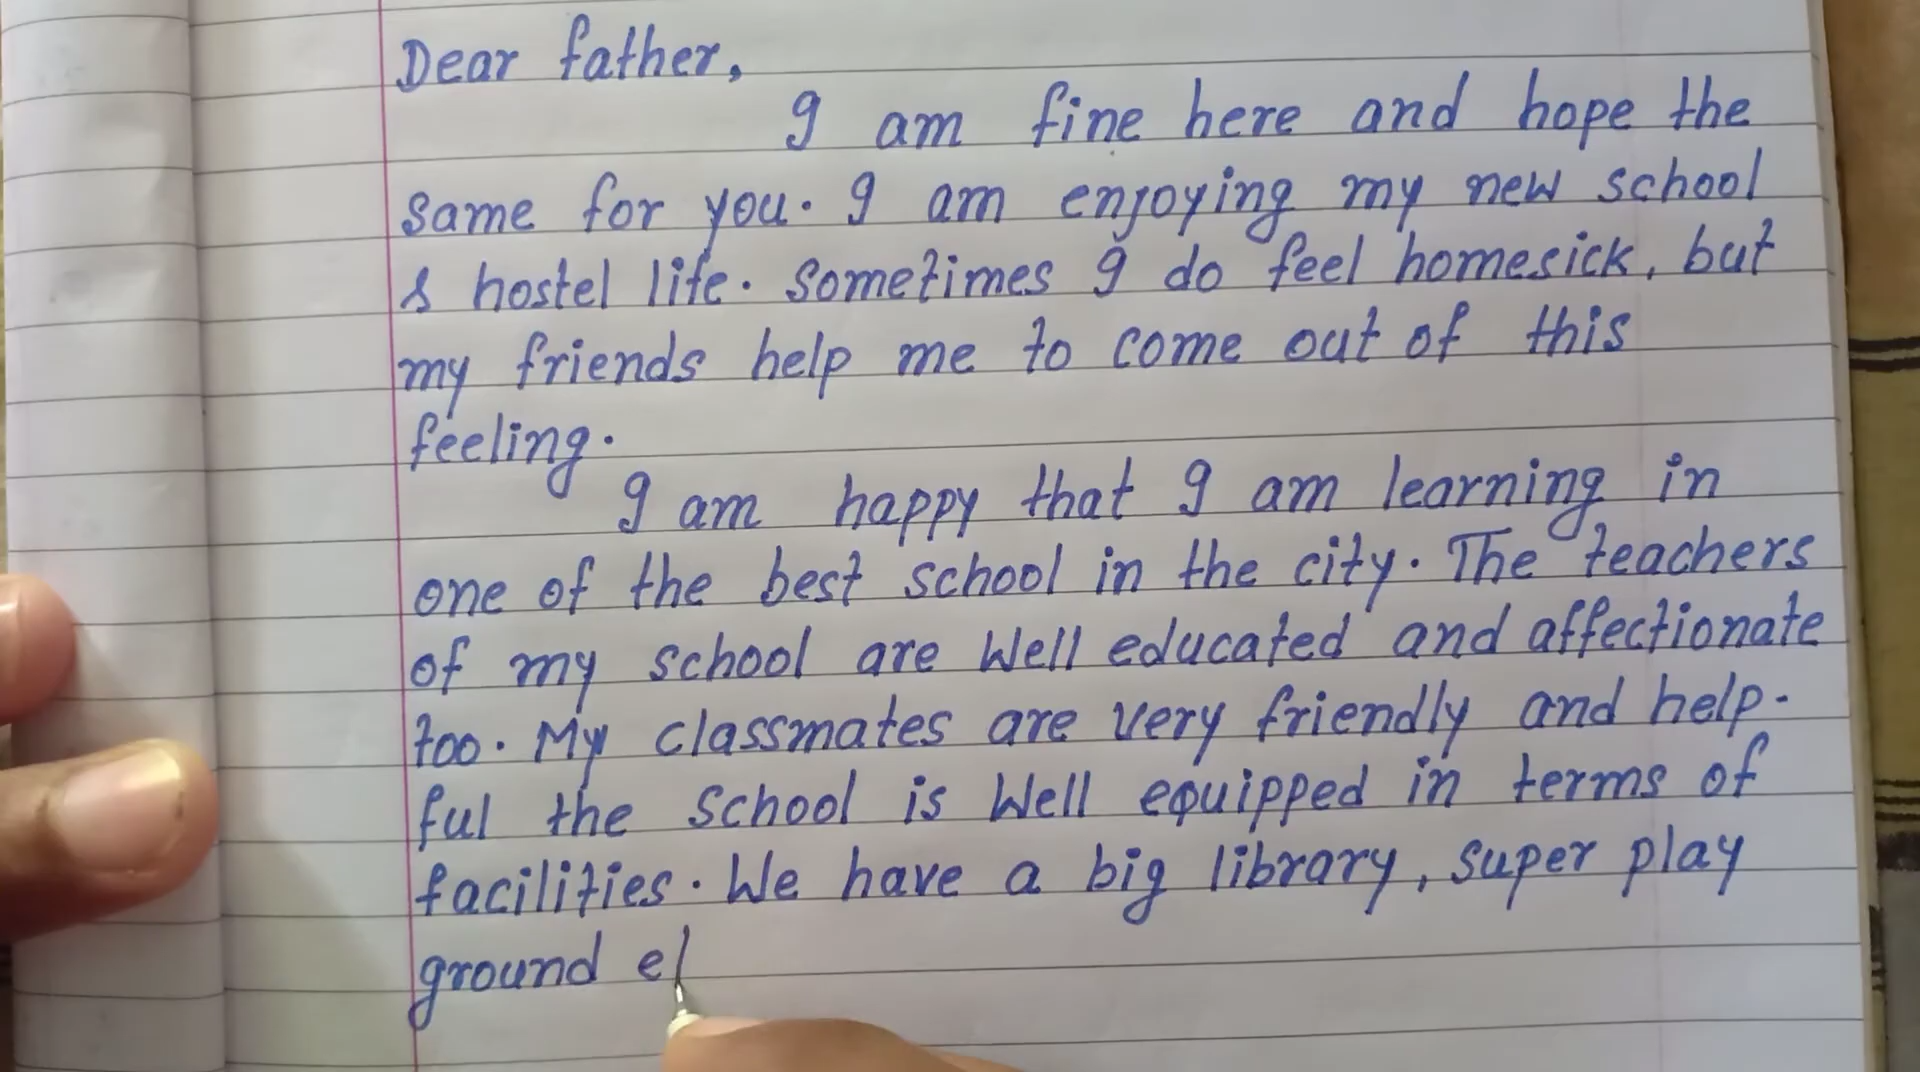 Dear father,
I am fine here and hope the
same for you. I am enjoying my new school
& hostel life. Sometimes I do feel homesick, but
my friends help me to come out of this
feeling.
I am happy that I am learning in
one of the best school in the city. The teachers
of my school are well educated and affectionate
too. My classmates are very friendly and help-
ful the school is well equipped in terms of
facilities. We have a big library, super play
ground el